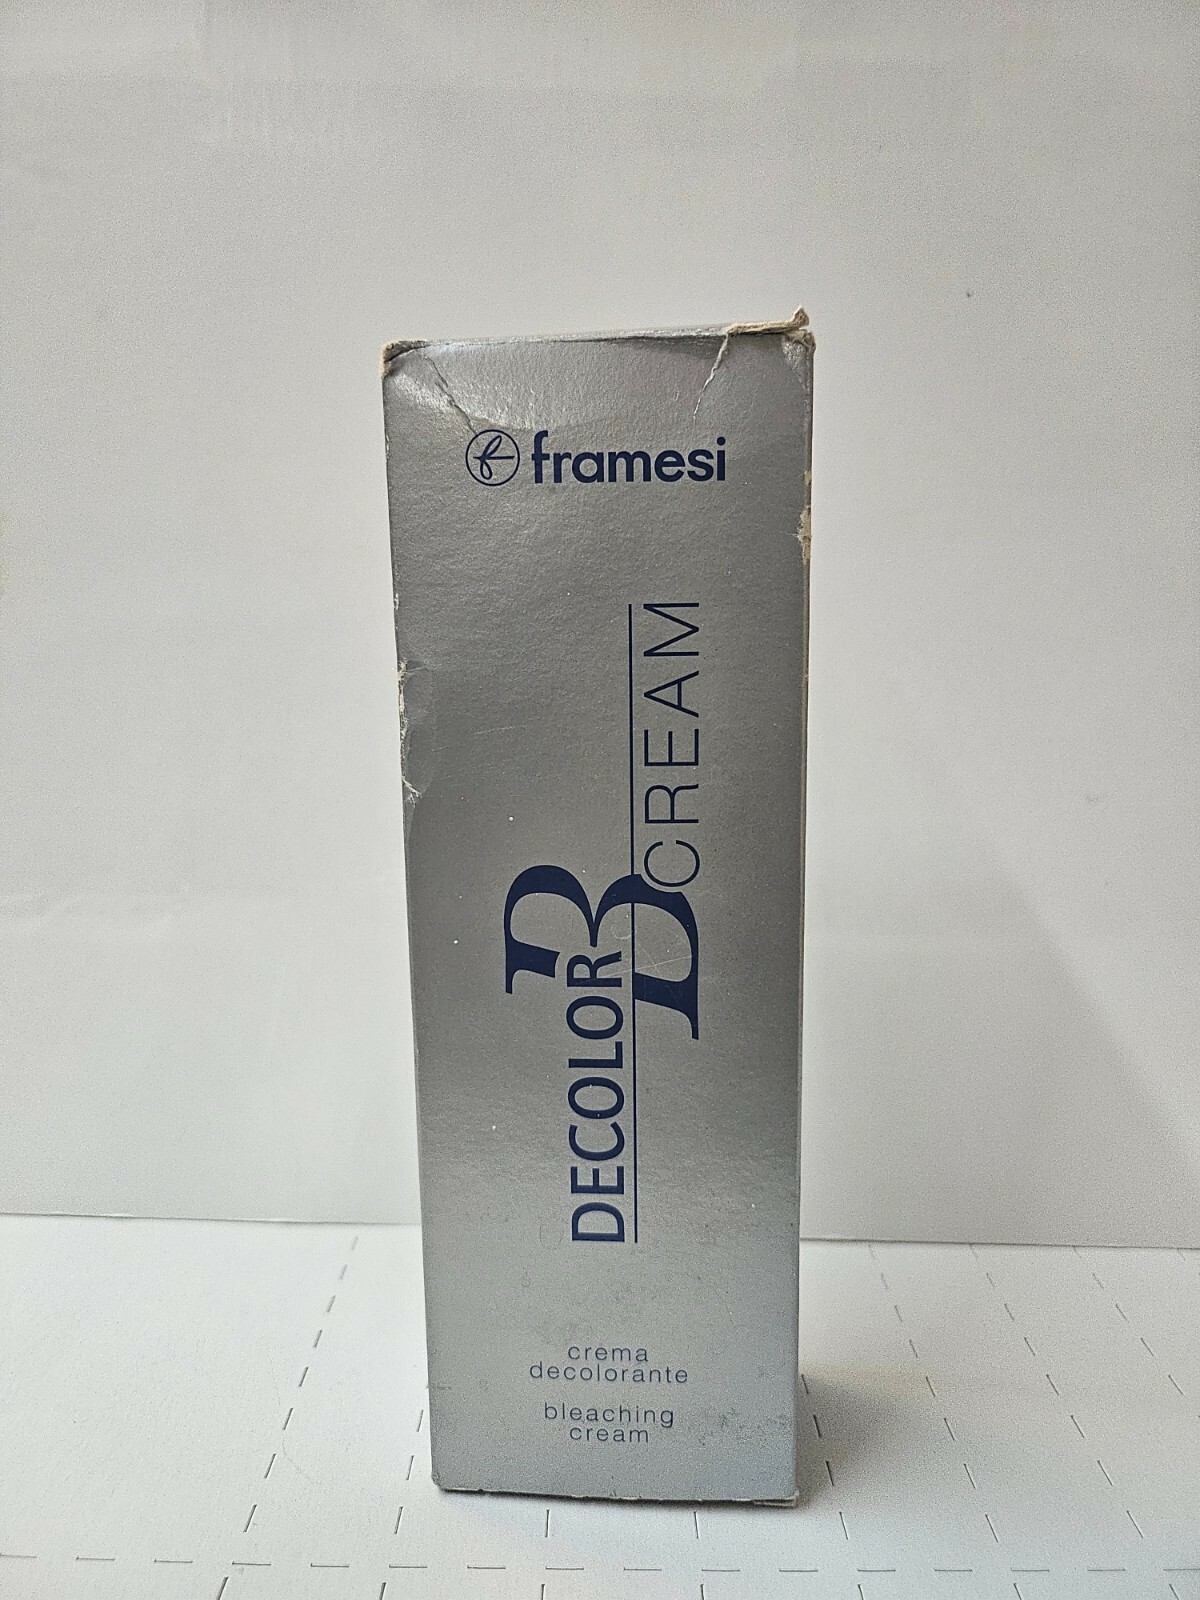 framesi
DECOLOR B
CREAM
crema
decolorante
bleaching
cream